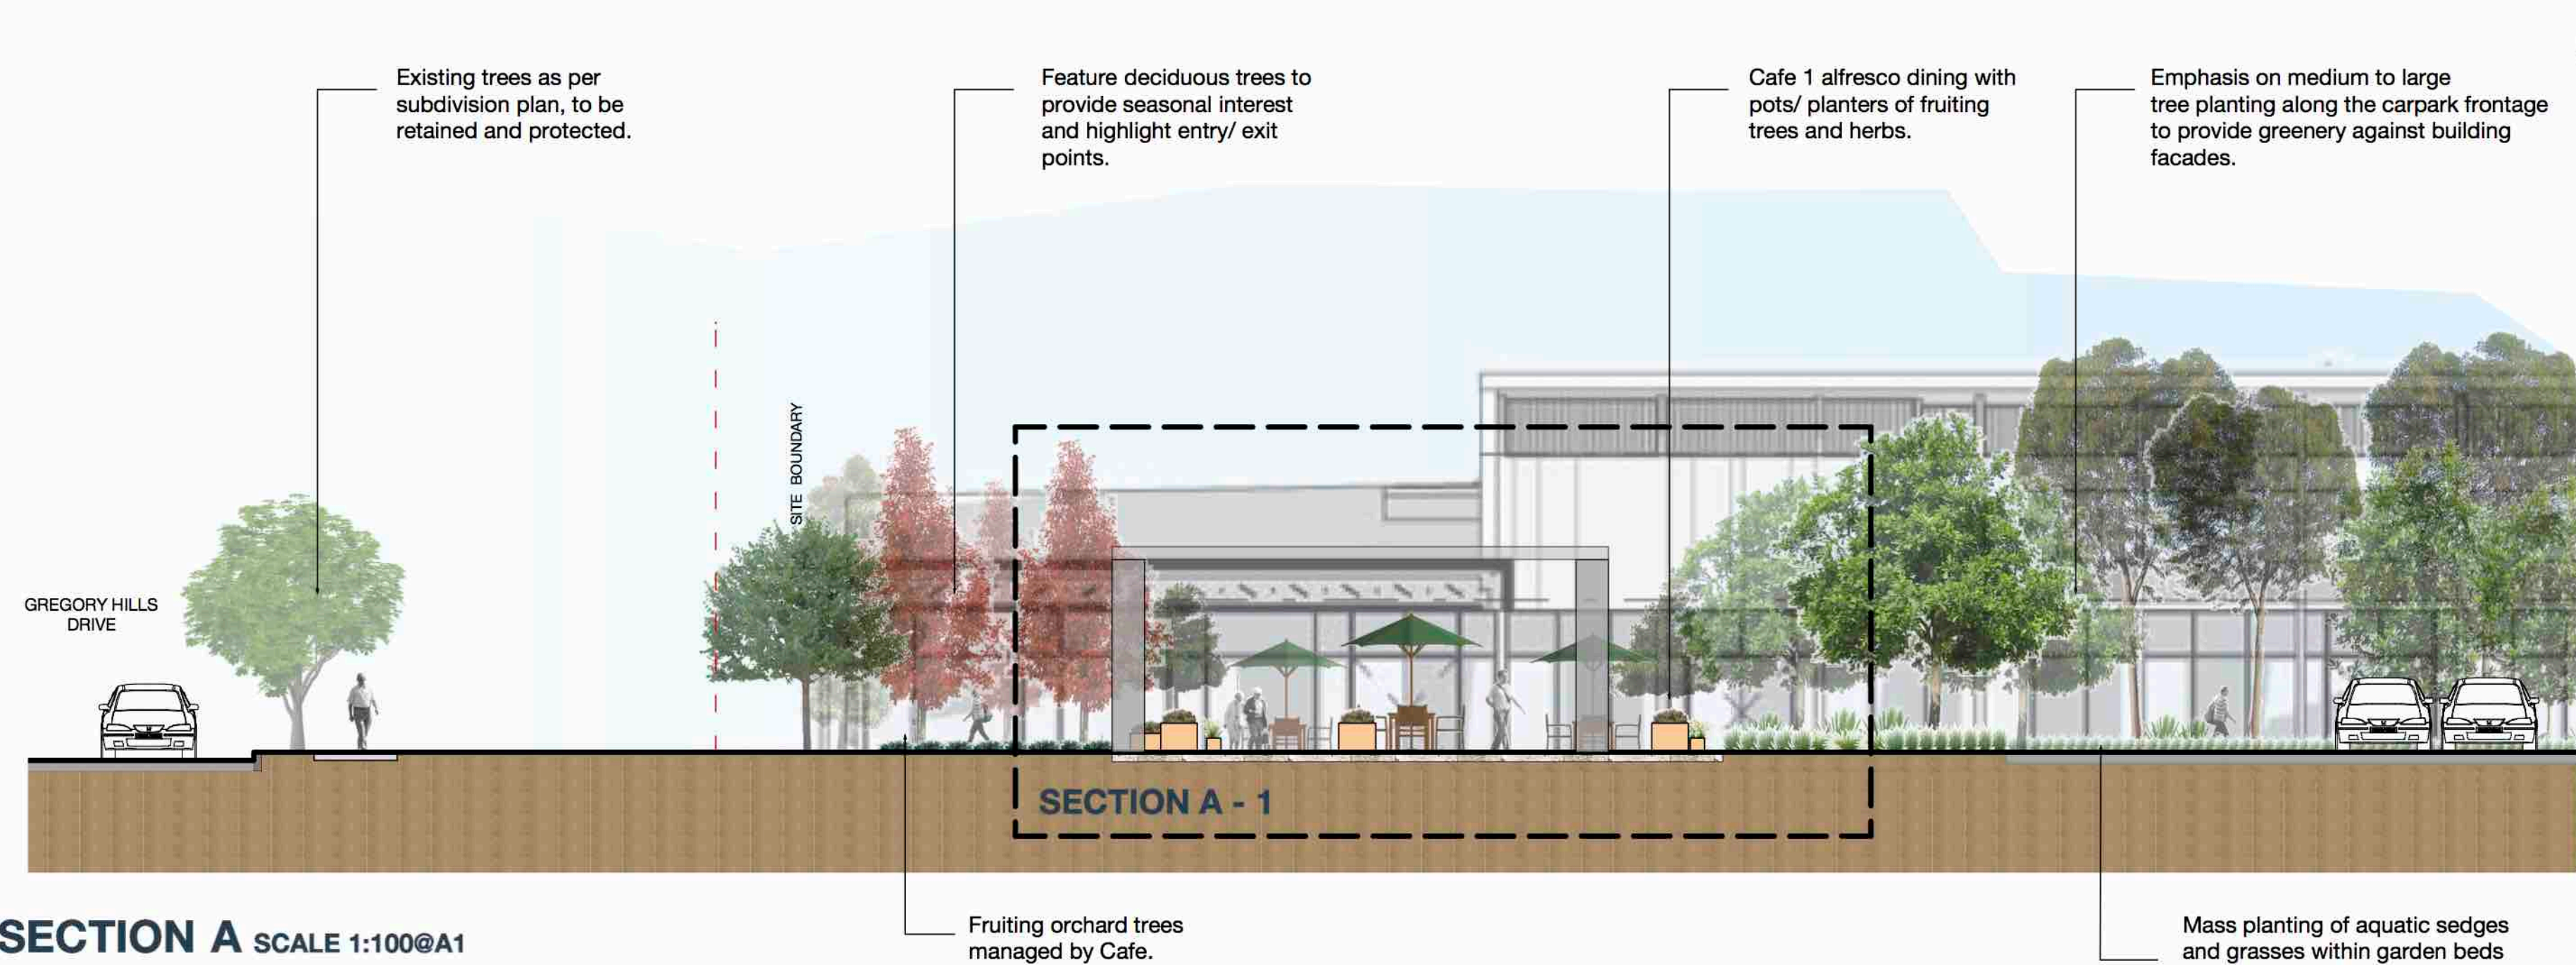 Existing trees as per
subdivision plan, to be
retained and protected.
Feature deciduous trees to
provide seasonal interest
and highlight entry/ exit
points.
Cafe 1 alfresco dining with
pots/ planters of fruiting
trees and herbs.
Emphasis on medium to large
tree planting along the carpark frontage
to provide greenery against building
facades.
SITE BOUNDARY
GREGORY HILLS
DRIVE
SECTION A - 1
Fruiting orchard trees
managed by Cafe.
Mass planting of aquatic sedges
and grasses within garden beds
SECTION A SCALE 1:100@A1